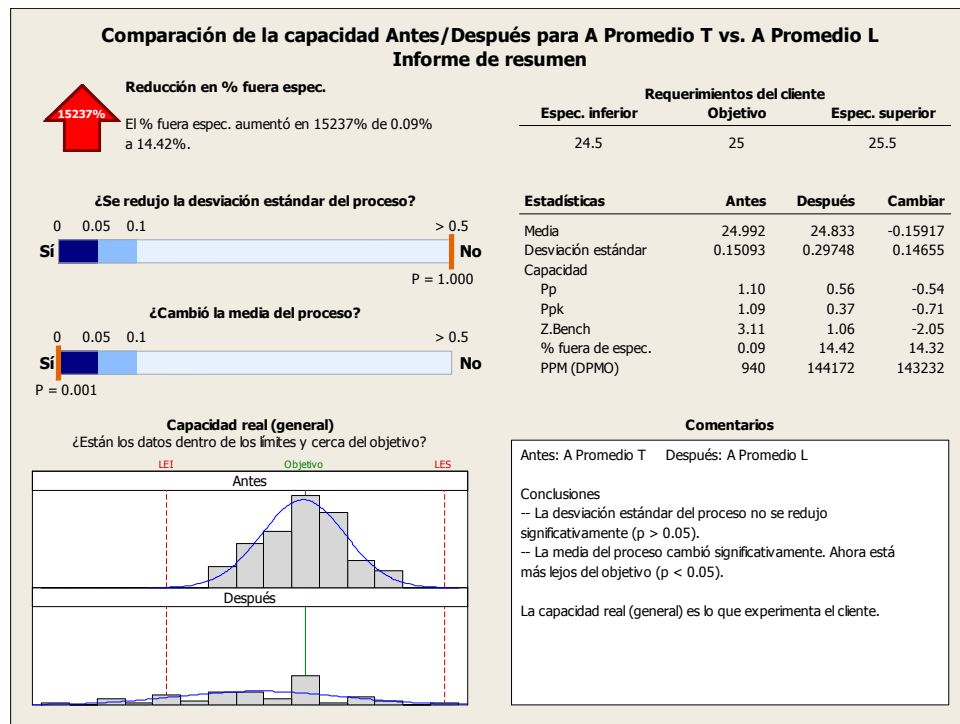 Comparación de la capacidad Antes/Después para A Promedio T vs. A Promedio L
Informe de resumen
15237%
Reducción en % fuera espec.
El % fuera espec. aumentó en 15237% de 0.09%
a 14.42%.
Requerimientos del cliente
Espec. inferior Objetivo Espec. superior
24.5 25 25.5
¿Se redujo la desviación estándar del proceso?
0 0.05 0.1 > 0.5
Sí No
P = 1.000
¿Cambió la media del proceso?
0 0.05 0.1 > 0.5
Sí No
P = 0.001
Estadísticas Antes Después Cambiar
Media 24.992 24.833 -0.15917
Desviación estándar 0.15093 0.29748 0.14655
Capacidad
Pp 1.10 0.56 -0.54
Ppk 1.09 0.37 -0.71
Z.Bench 3.11 1.06 -2.05
% fuera de espec. 0.09 14.42 14.32
PPM (DPMO) 940 144172 143232
Capacidad real (general)
¿Están los datos dentro de los límites y cerca del objetivo?
LEI Objetivo LES
Antes
Después
Comentarios
Antes: A Promedio T Después: A Promedio L
Conclusiones
-- La desviación estándar del proceso no se redujo
significativamente (p > 0.05).
-- La media del proceso cambió significativamente. Ahora está
más lejos del objetivo (p < 0.05).
La capacidad real (general) es lo que experimenta el cliente.